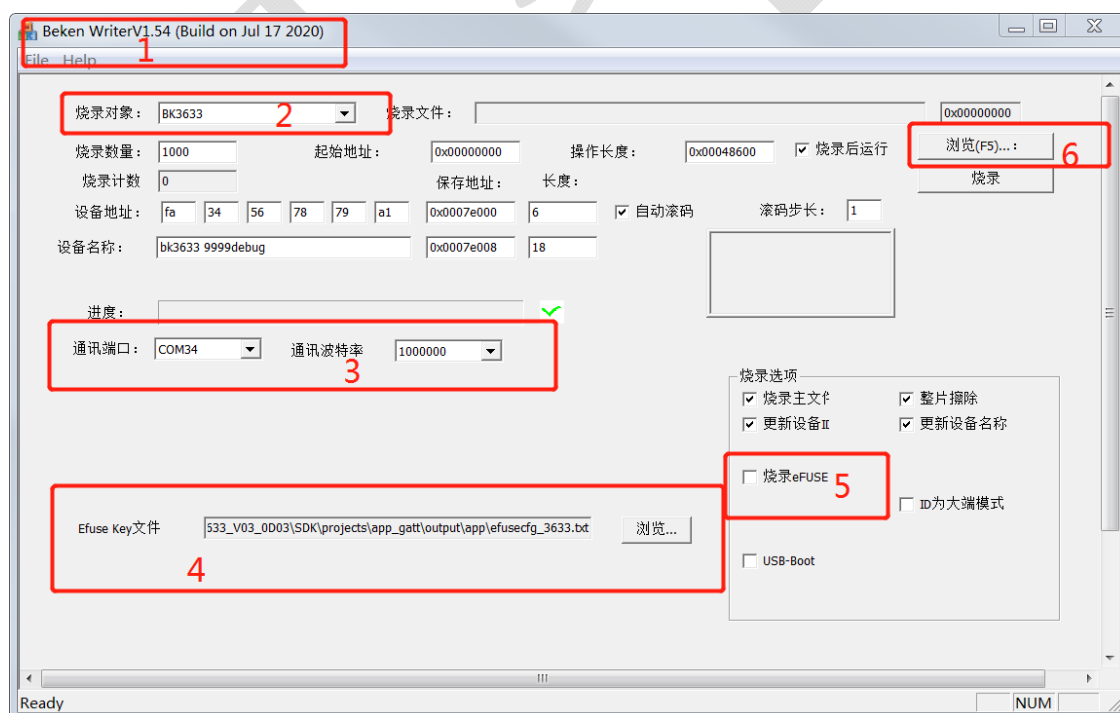 Beken WriterV1.54 (Build on Jul 17 2020)
1
File Help
烧录对象： BK3633 2 烧录文件： 0x00000000
烧录数量： 1000 起始地址： 0x00000000 操作长度： 0x00048600 烧录后运行 浏览(F5)...： 6
烧录计数 0 保存地址： 长度： 烧录
设备地址： fa 34 56 78 79 a1 0x0007e000 6 自动滚码 滚码步长： 1
设备名称： bk3633 9999debug 0x0007e008 18
进度：
通讯端口： COM34 通讯波特率 1000000
3
烧录选项
烧录主文 整片擦除
更新设备 更新设备名称
烧录eFUSE 5
ID为大端模式
Efuse Key文件 533_V03_0D03\SDK\projects\app_gatt\output\app\efusecfg_3633.txt 浏览...
4
USB-Boot
Ready NUM